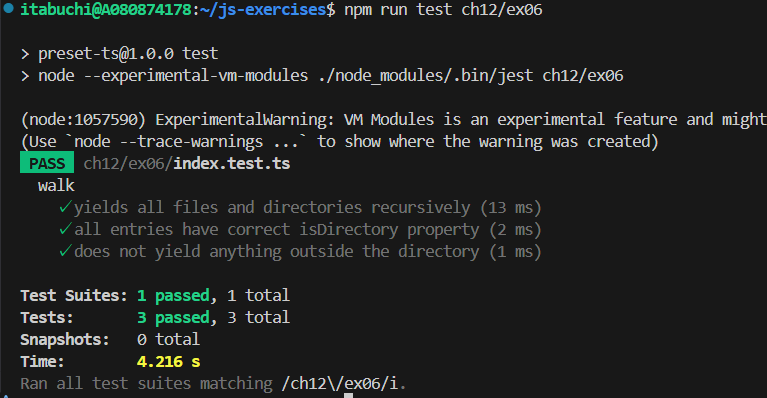 itabuchi@A080874178:~/js-exercises$ npm run test ch12/ex06
> preset-ts@1.0.0 test
> node --experimental-vm-modules ./node_modules/.bin/jest ch12/ex06
(node:1057590) ExperimentalWarning: VM Modules is an experimental feature and might
(Use `node --trace-warnings ...` to show where the warning was created)
PASS ch12/ex06/index.test.ts
walk
✓yields all files and directories recursively (13 ms)
✓all entries have correct isDirectory property (2 ms)
✓does not yield anything outside the directory (1 ms)
Test Suites: 1 passed, 1 total
Tests: 3 passed, 3 total
Snapshots: 0 total
Time: 4.216 s
Ran all test suites matching /ch12\/ex06/i.